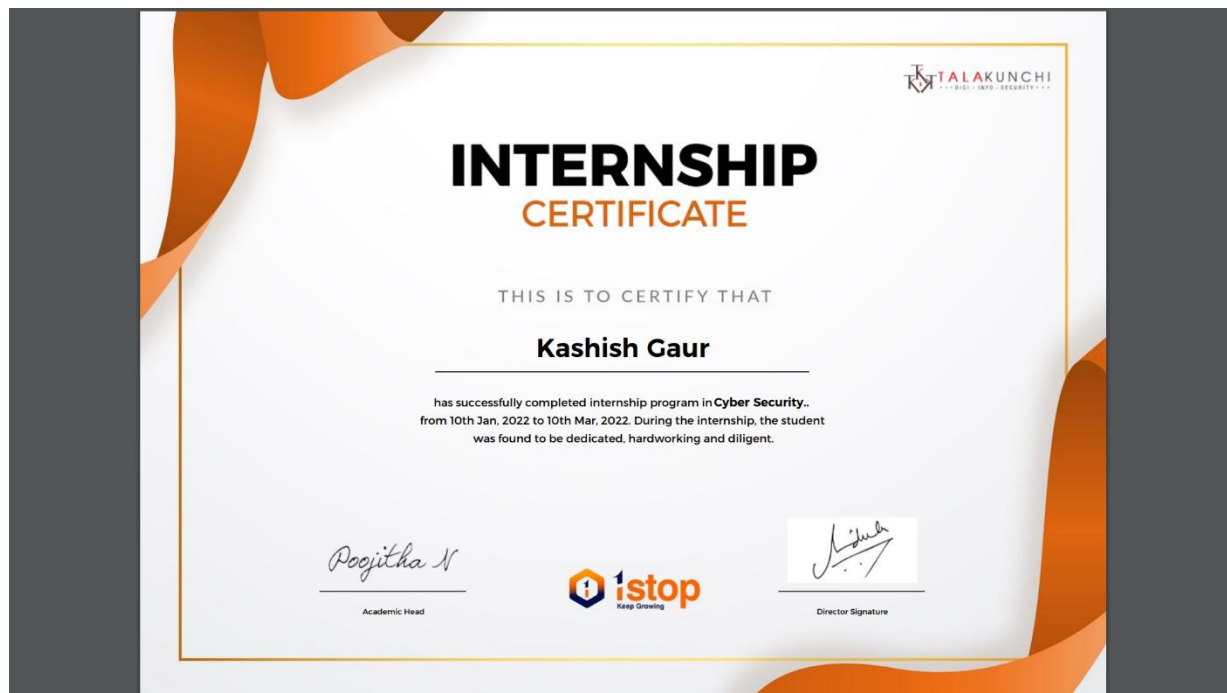 TALAKUNCHI
DIGI - INFO - SECURITY
INTERNSHIP
CERTIFICATE
THIS IS TO CERTIFY THAT
Kashish Gaur
has successfully completed internship program in Cyber Security..
from 10th Jan, 2022 to 10th Mar, 2022. During the internship, the student
was found to be dedicated, hardworking and diligent.
Poojitha N
Academic Head
1stop
Keep Growing
Director Signature